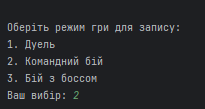 Оберіть режим гри для запису:
1. Дуель
2. Командний бій
3. Бій з боссом
Ваш вибір: 2